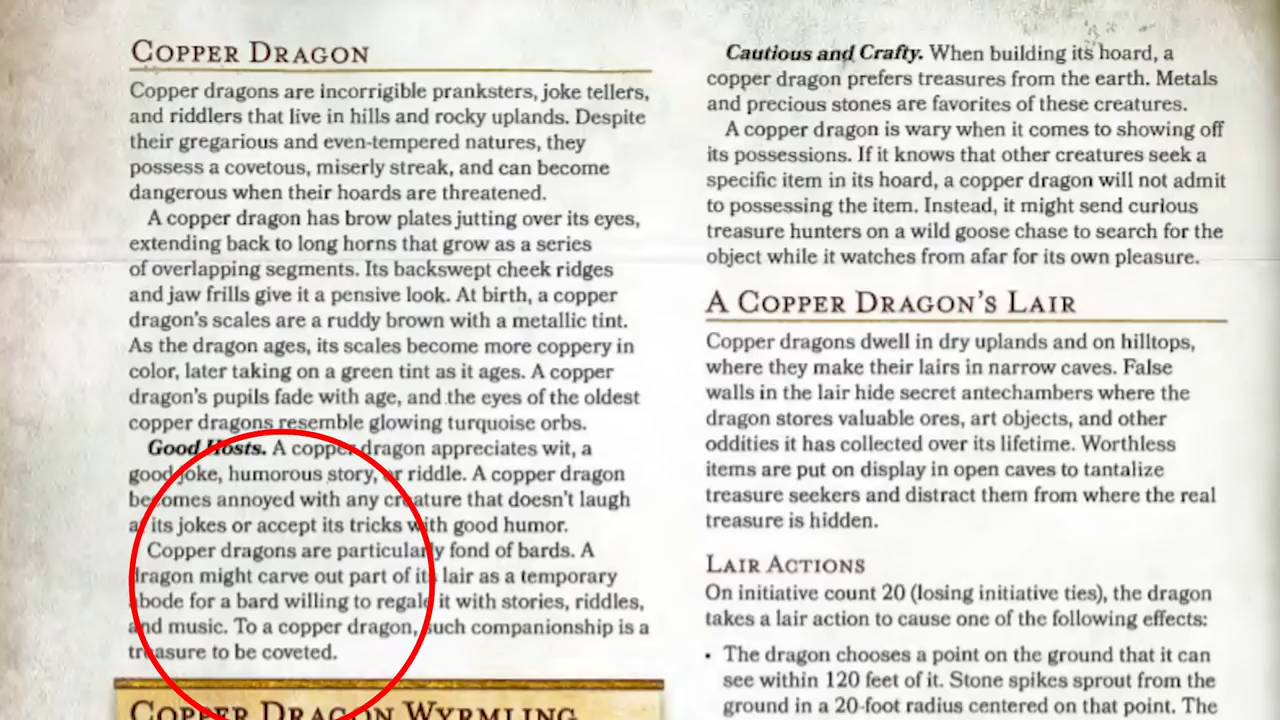 COPPER DRAGON
Copper dragons are incorrigible pranksters, joke tellers,
and riddlers that live in hills and rocky uplands. Despite
their gregarious and even-tempered natures, they
possess a covetous, miserly streak, and can become
dangerous when their hoards are threatened.
A copper dragon has brow plates jutting over its eyes,
extending back to long horns that grow as a series
of overlapping segments. Its backswept cheek ridges
and jaw frills give it a pensive look. At birth, a copper
dragon's scales are a ruddy brown with a metallic tint.
As the dragon ages, its scales become more coppery in
color, later taking on a green tint as it ages. A copper
dragon's pupils fade with age, and the eyes of the oldest
copper dragons resemble glowing turquoise orbs.
Good Hosts. A copper dragon appreciates wit, a
good joke, humorous story, or riddle. A copper dragon
becomes annoyed with any creature that doesn't laugh
at its jokes or accept its tricks with good humor.
Copper dragons are particularly fond of bards. A
dragon might carve out part of its lair as a temporary
abode for a bard willing to regale it with stories, riddles,
and music. To a copper dragon, such companionship is a
treasure to be coveted.
COPPER DRAGON WYRMLING
Cautious and Crafty. When building its hoard, a
copper dragon prefers treasures from the earth. Metals
and precious stones are favorites of these creatures.
A copper dragon is wary when it comes to showing off
its possessions. If it knows that other creatures seek a
specific item in its hoard, a copper dragon will not admit
to possessing the item. Instead, it might send curious
treasure hunters on a wild goose chase to search for the
object while it watches from afar for its own pleasure.
A COPPER DRAGON'S LAIR
Copper dragons dwell in dry uplands and on hilltops,
where they make their lairs in narrow caves. False
walls in the lair hide secret antechambers where the
dragon stores valuable ores, art objects, and other
oddities it has collected over its lifetime. Worthless
items are put on display in open caves to tantalize
treasure seekers and distract them from where the real
treasure is hidden.
LAIR ACTIONS
On initiative count 20 (losing initiative ties), the dragon
takes a lair action to cause one of the following effects:
• The dragon chooses a point on the ground that it can
see within 120 feet of it. Stone spikes sprout from the
ground in a 20-foot radius centered on that point. The